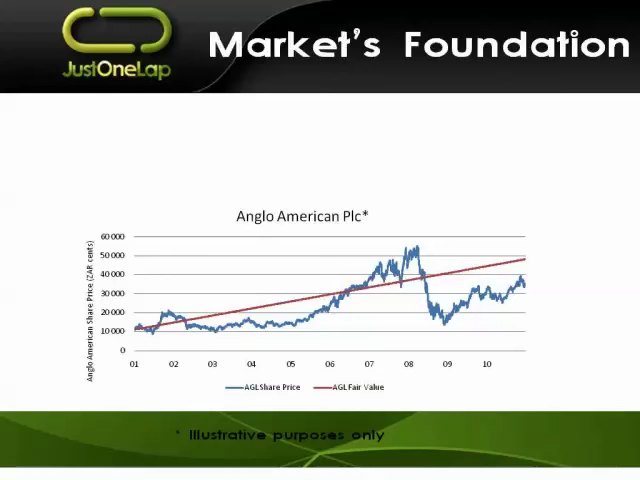 JustOneLap
Market's Foundation
Anglo American Plc*
Anglo American Share Price (ZAR cents)
60 000
50 000
40 000
30 000
20 000
10 000
0
01 02 03 04 05 06 07 08 09 10
AGL Share Price AGL Fair Value
* Illustrative purposes only